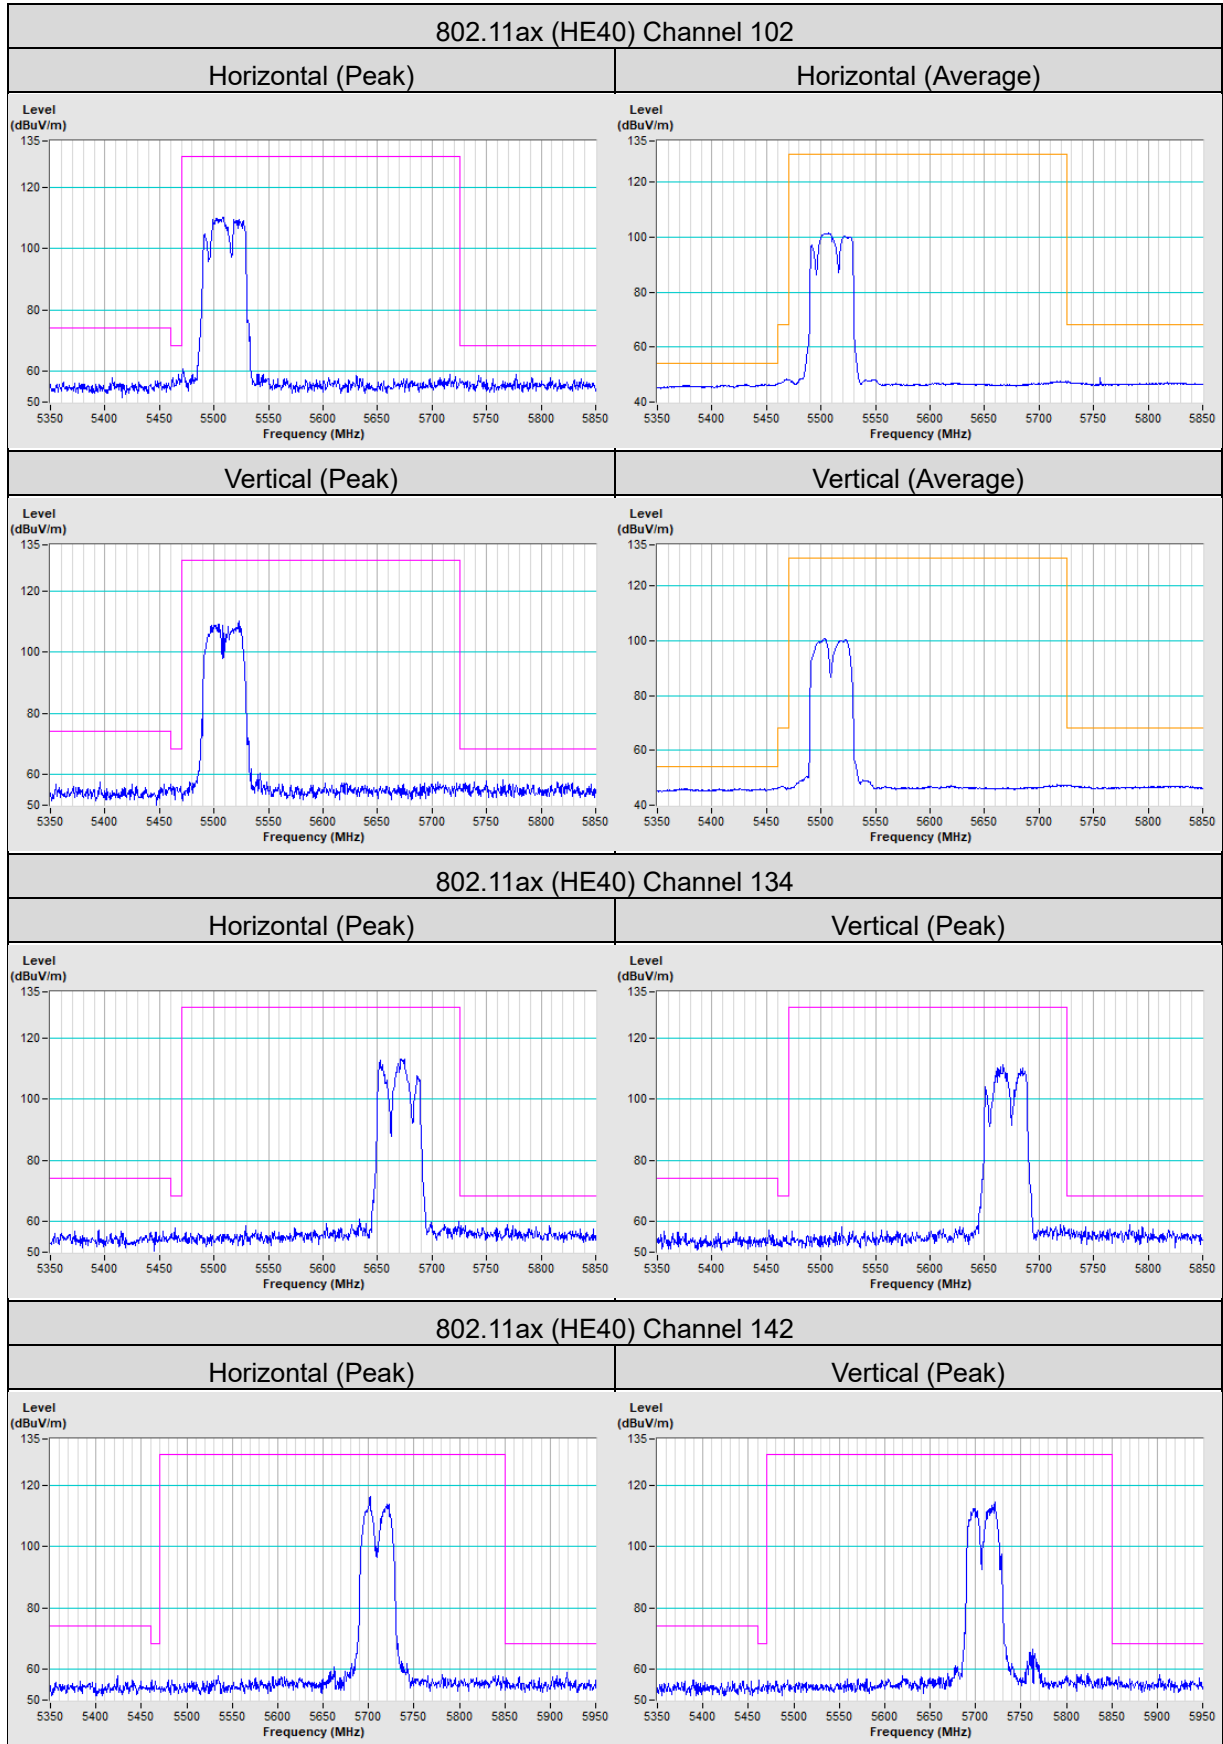 802.11ax (HE40) Channel 102
Horizontal (Peak)
Horizontal (Average)
Level
(dBuV/m)
135
120
100
80
60
50
5350 5400 5450 5500 5550 5600 5650 5700 5750 5800 5850
Frequency (MHz)
Level
(dBuV/m)
135
120
100
80
60
40
5350 5400 5450 5500 5550 5600 5650 5700 5750 5800 5850
Frequency (MHz)
Vertical (Peak)
Vertical (Average)
Level
(dBuV/m)
135
120
100
80
60
50
5350 5400 5450 5500 5550 5600 5650 5700 5750 5800 5850
Frequency (MHz)
Level
(dBuV/m)
135
120
100
80
60
40
5350 5400 5450 5500 5550 5600 5650 5700 5750 5800 5850
Frequency (MHz)
802.11ax (HE40) Channel 134
Horizontal (Peak)
Vertical (Peak)
Level
(dBuV/m)
135
120
100
80
60
50
5350 5400 5450 5500 5550 5600 5650 5700 5750 5800 5850
Frequency (MHz)
Level
(dBuV/m)
135
120
100
80
60
50
5350 5400 5450 5500 5550 5600 5650 5700 5750 5800 5850
Frequency (MHz)
802.11ax (HE40) Channel 142
Horizontal (Peak)
Vertical (Peak)
Level
(dBuV/m)
135
120
100
80
60
50
5350 5400 5450 5500 5550 5600 5650 5700 5750 5800 5850 5900 5950
Frequency (MHz)
Level
(dBuV/m)
135
120
100
80
60
50
5350 5400 5450 5500 5550 5600 5650 5700 5750 5800 5850 5900 5950
Frequency (MHz)